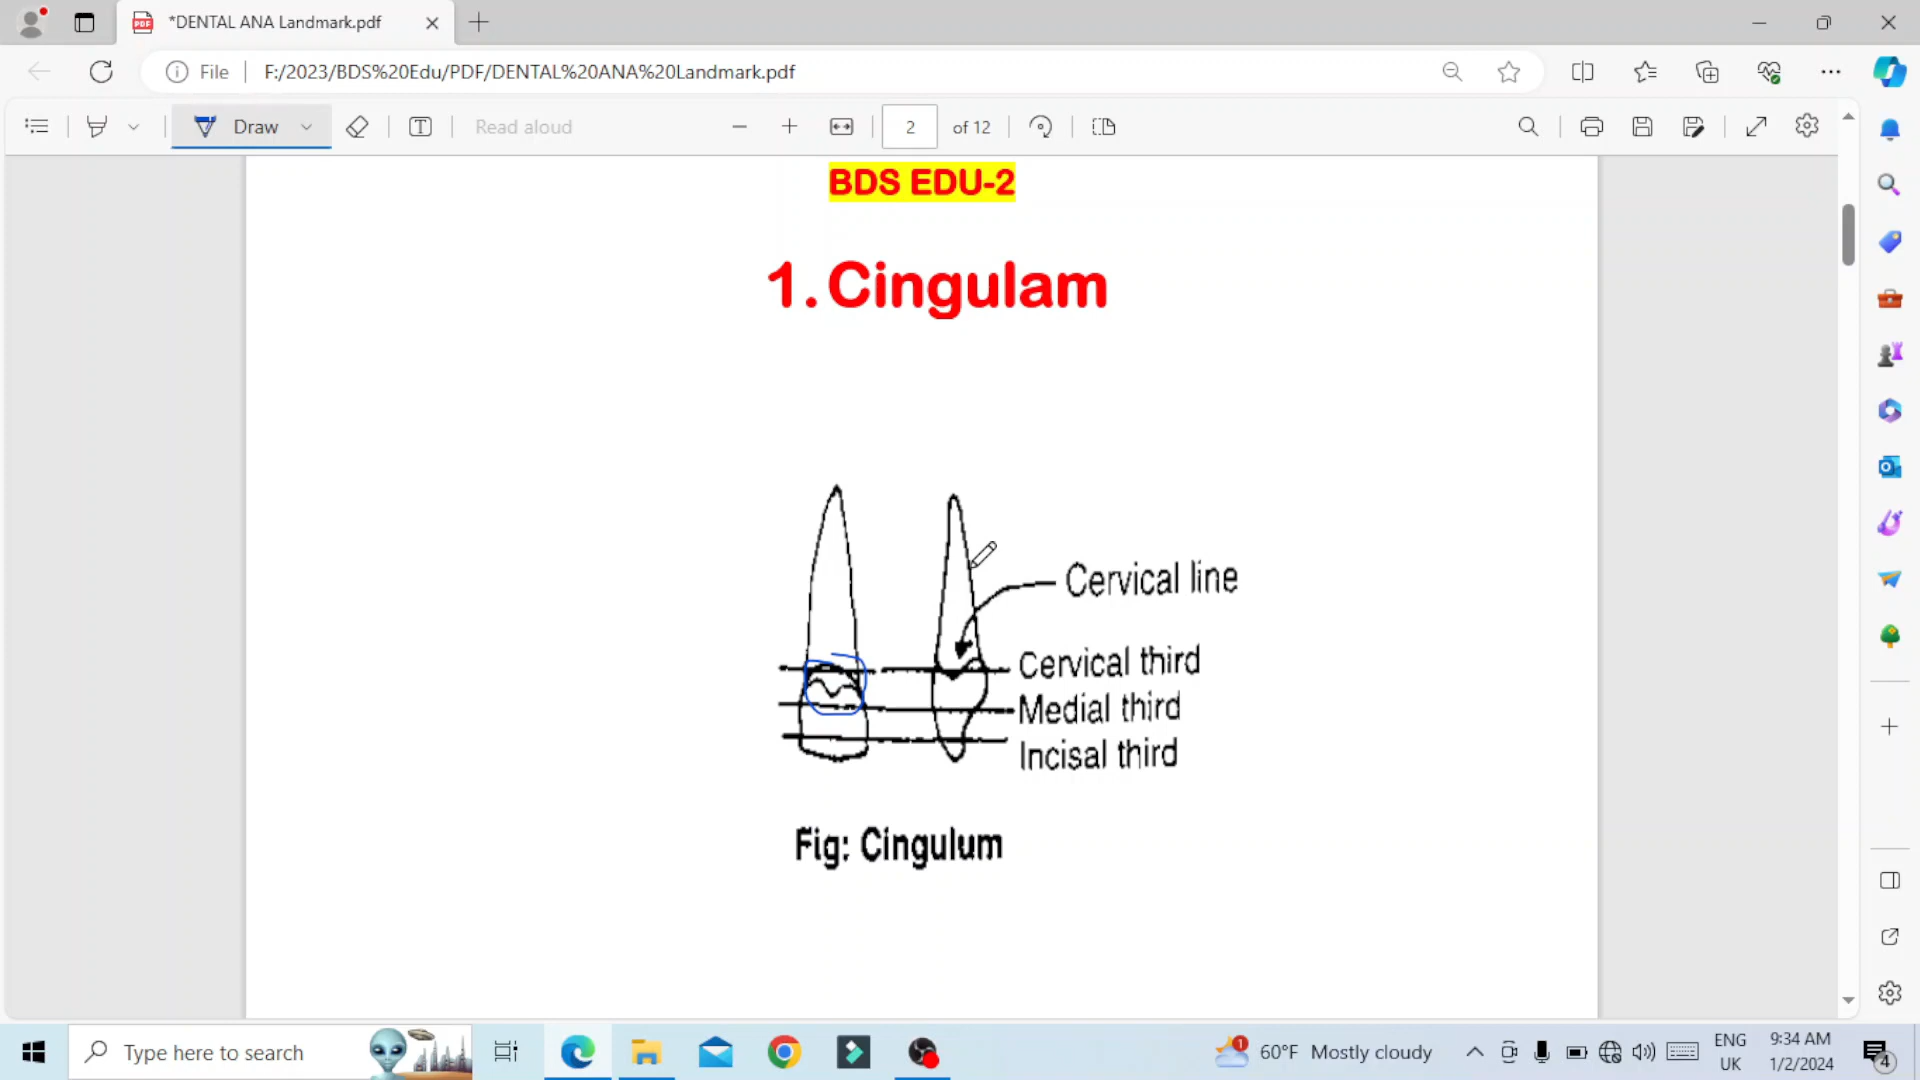 *DENTAL ANA Landmark.pdf
File
F:/2023/BDS%20Edu/PDF/DENTAL%20ANA%20Landmark.pdf
Draw
Read aloud
2 of 12
BDS EDU-2
1. Cingulam
Cervical line
Cervical third
Medial third
Incisal third
Fig: Cingulum
Type here to search
1
60°F Mostly cloudy
ENG
UK
9:34 AM
1/2/2024
4